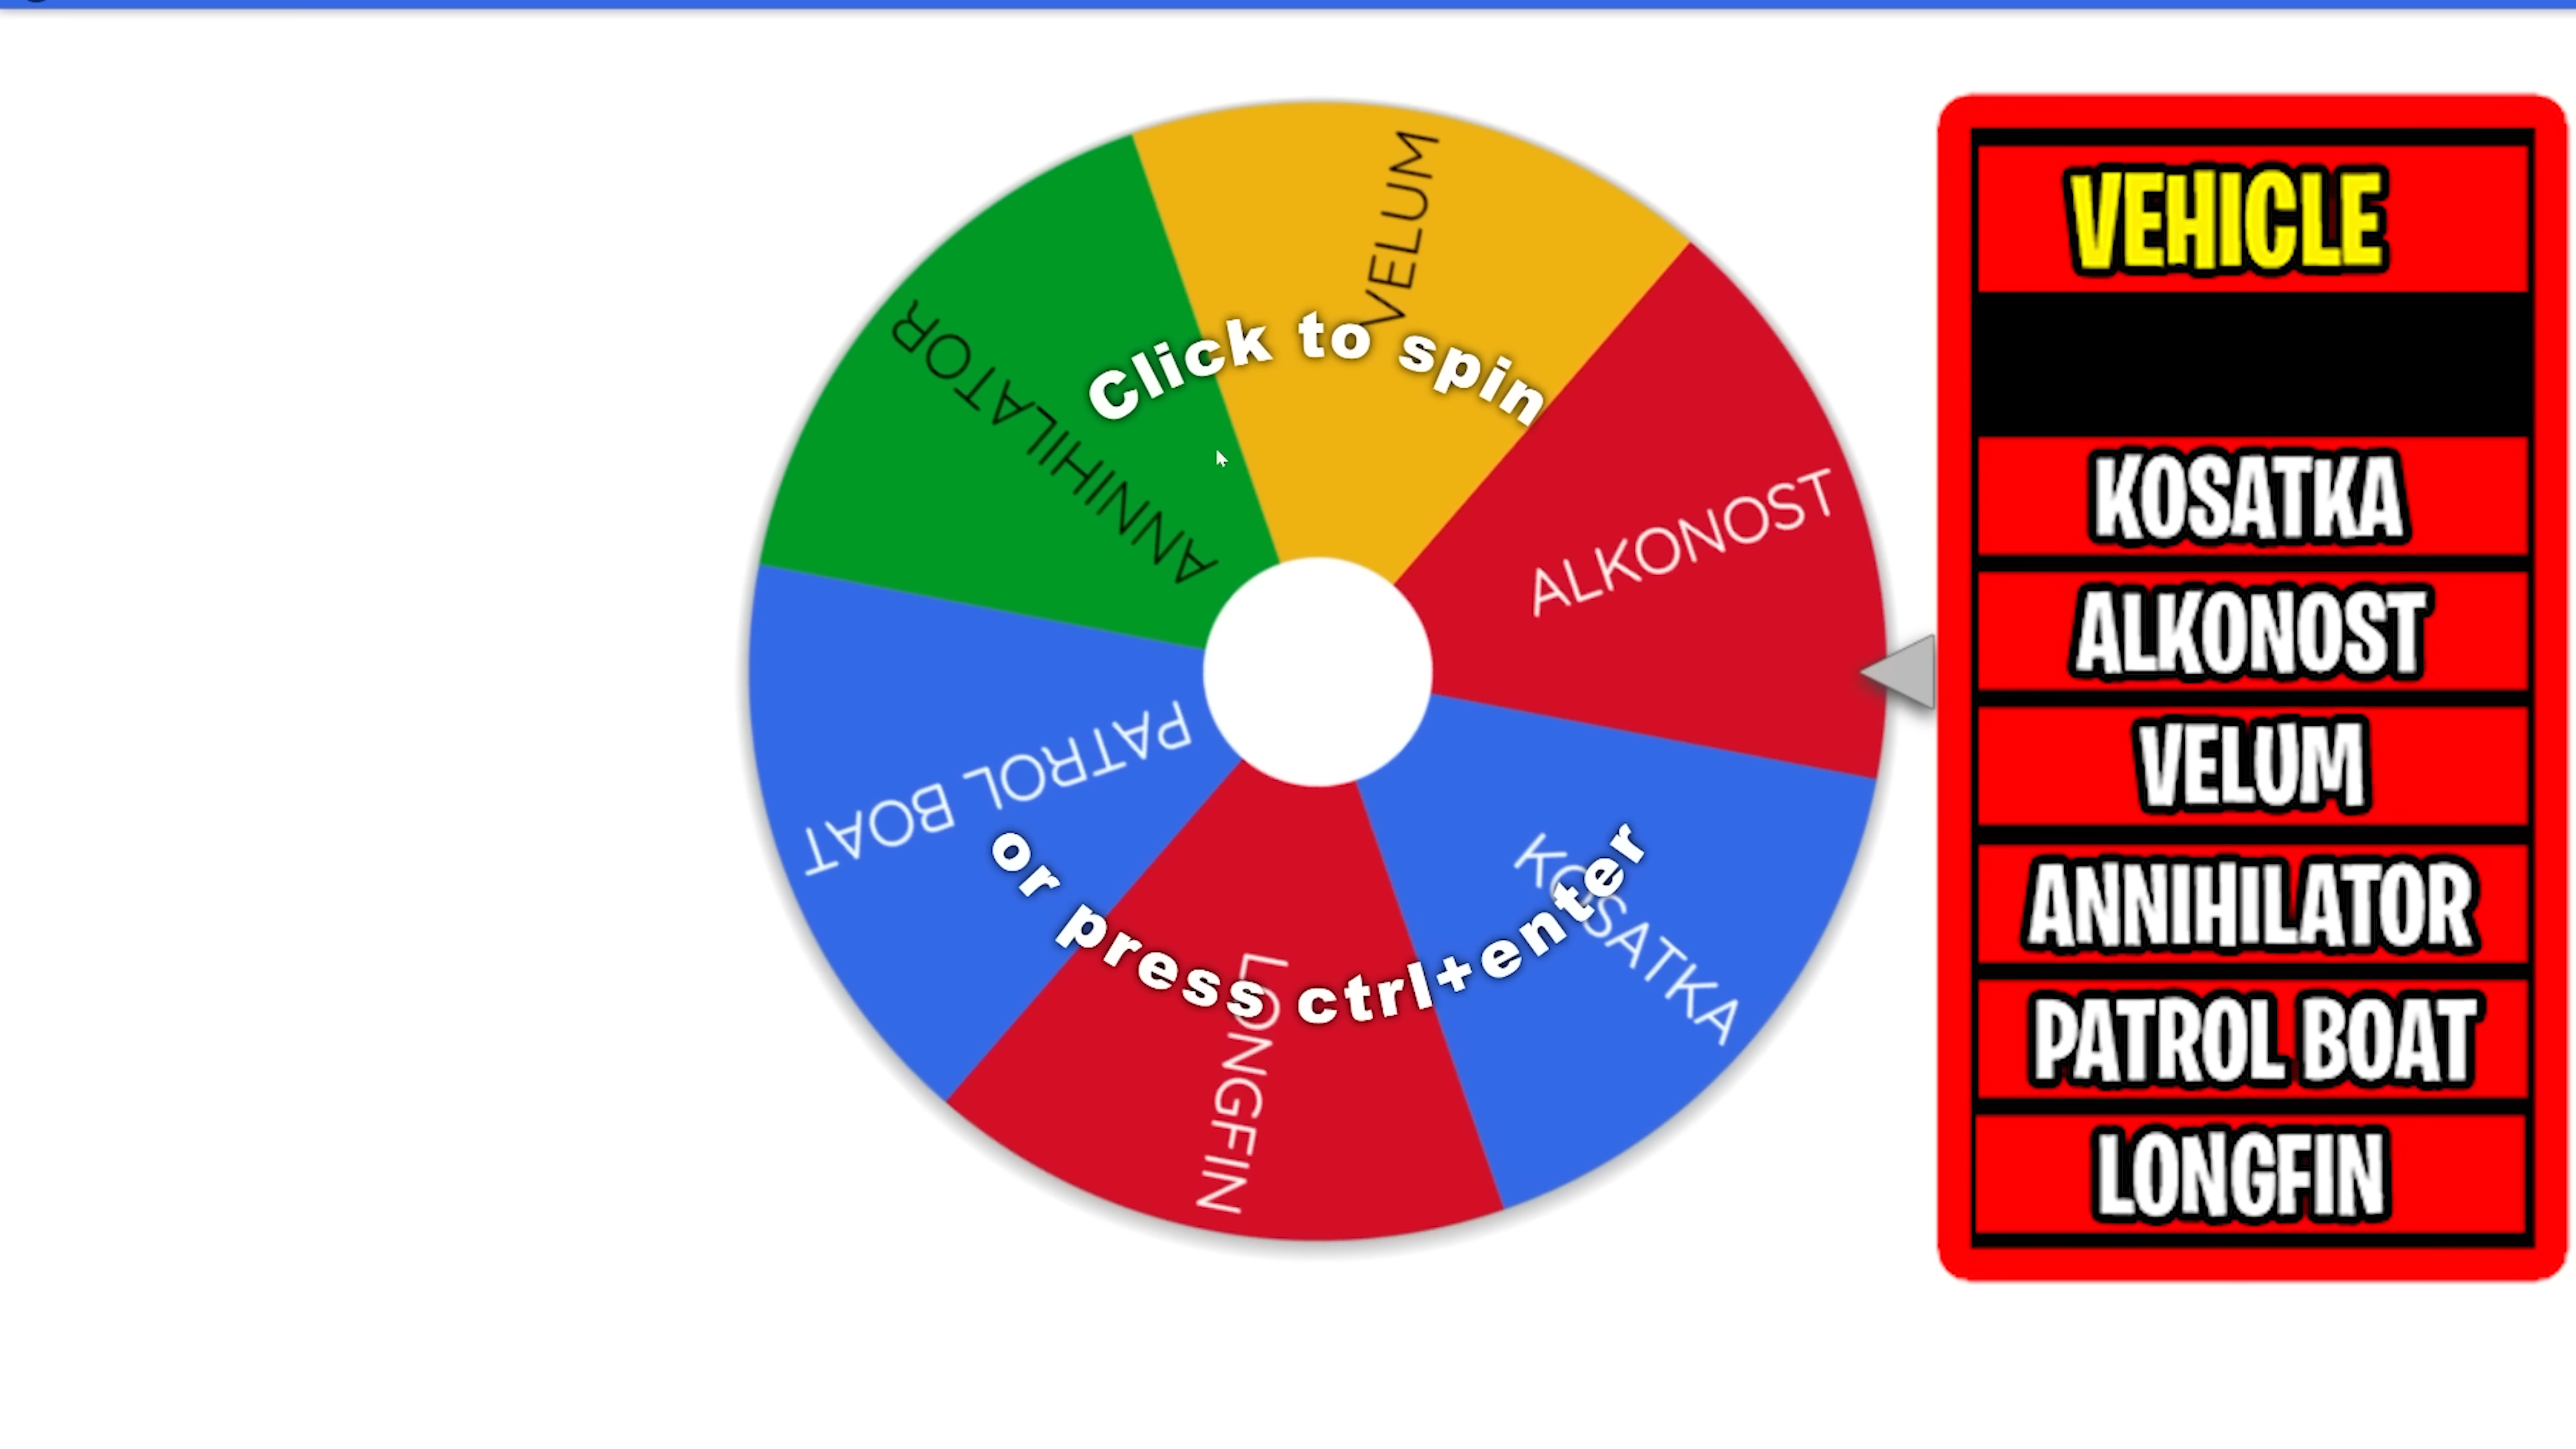 VELUM
Click to spin
ALKONOST
ANNIHILATOR
PATROL BOAT
KOSATKA
LONGFIN
or press ctrl+enter
VEHICLE
KOSATKA
ALKONOST
VELUM
ANNIHILATOR
PATROL BOAT
LONGFIN